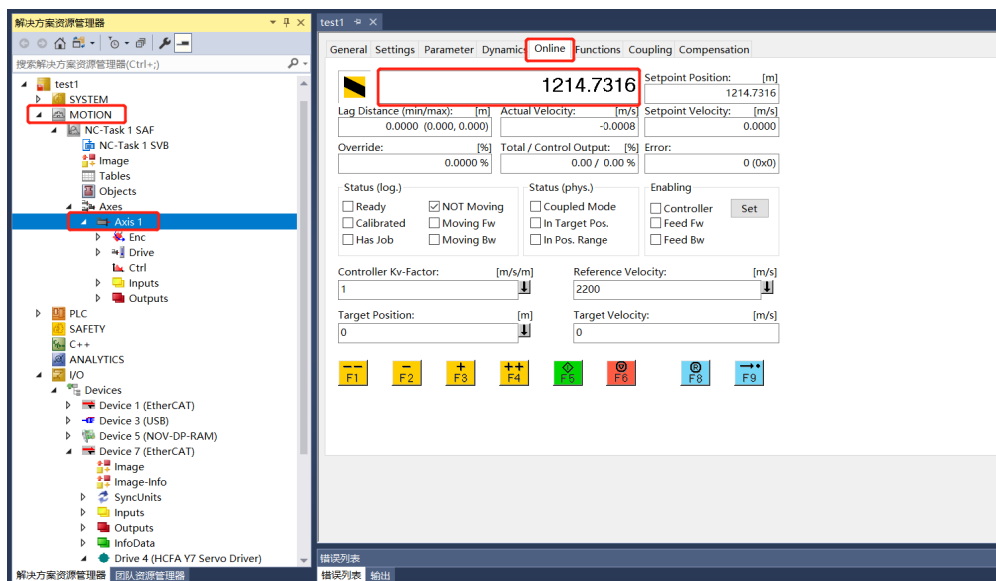 解决方案资源管理器
搜索解决方案资源管理器(Ctrl+;)
test1
SYSTEM
MOTION
NC-Task 1 SAF
NC-Task 1 SVB
Image
Tables
Objects
Axes
Axis 1
Enc
Drive
Ctrl
Inputs
Outputs
PLC
SAFETY
C++
ANALYTICS
I/O
Devices
Device 1 (EtherCAT)
Device 3 (USB)
Device 5 (NOV-DP-RAM)
Device 7 (EtherCAT)
Image
Image-Info
SyncUnits
Inputs
Outputs
InfoData
Drive 4 (HCFA Y7 Servo Driver)
解决方案资源管理器 团队资源管理器
test1
General Settings Parameter Dynamics Online Functions Coupling Compensation
1214.7316
Setpoint Position: [m]
1214.7316
Lag Distance (min/max): [m] Actual Velocity: [m/s] Setpoint Velocity: [m/s]
0.0000 (0.000, 0.000) -0.0008 0.0000
Override: [%] Total / Control Output: [%] Error:
0.0000 % 0.00 / 0.00 % 0 (0x0)
Status (log.) Status (phys.) Enabling
Ready NOT Moving Coupled Mode Controller Set
Calibrated Moving Fw In Target Pos. Feed Fw
Has Job Moving Bw In Pos. Range Feed Bw
Controller Kv-Factor: [m/s/m] Reference Velocity: [m/s]
1 2200
Target Position: [m] Target Velocity: [m/s]
0 0
-- - + ++
F1 F2 F3 F4 F5 F6 F8 F9
错误列表
错误列表 输出